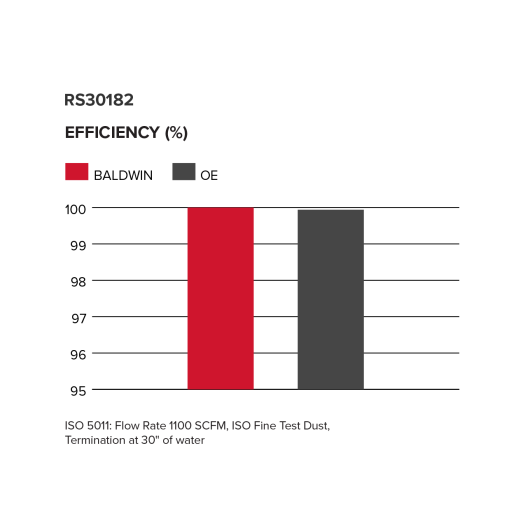 RS30182
EFFICIENCY (%)
BALDWIN OE
100
99
98
97
96
95
ISO 5011: Flow Rate 1100 SCFM, ISO Fine Test Dust,
Termination at 30" of water